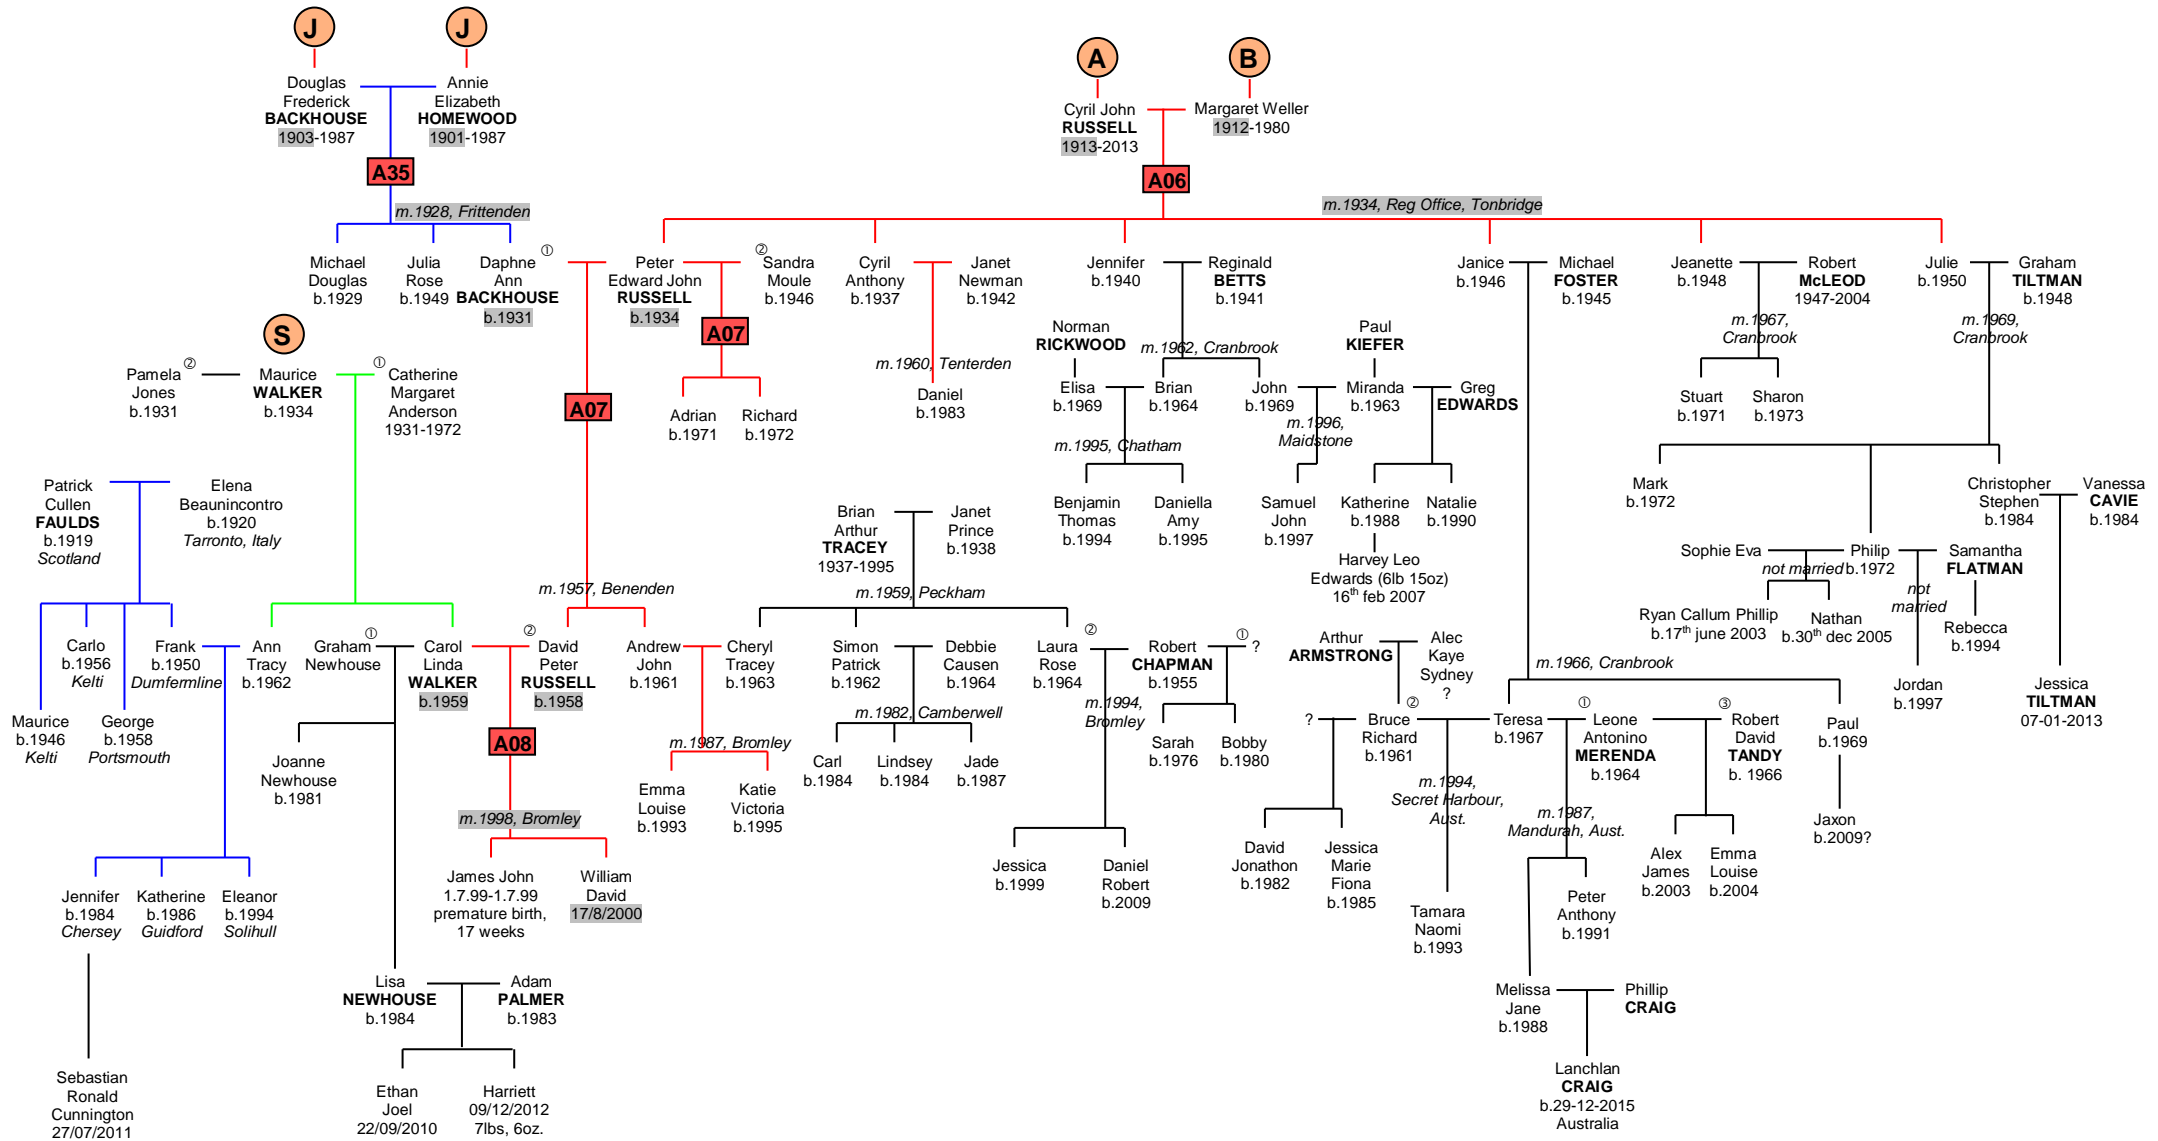 J
J
Douglas
Frederick
BACKHOUSE
1903-1987
Annie
Elizabeth
HOMEWOOD
1901-1987
A35
m.1928, Frittenden
A
B
Cyril John
RUSSELL
1913-2013
Margaret Weller
1912-1980
A06
m.1934, Reg Office, Tonbridge
Michael
Douglas
b.1929
Julia
Rose
b.1949
①
Daphne
Ann
BACKHOUSE
b.1931
Peter
Edward John
RUSSELL
b.1934
②
Sandra
Moule
b.1946
Cyril
Anthony
b.1937
Janet
Newman
b.1942
Jennifer
b.1940
Reginald
BETTS
b.1941
Janice
b.1946
Michael
FOSTER
b.1945
Jeanette
b.1948
Robert
McLEOD
1947-2004
Julie
b.1950
Graham
TILTMAN
b.1948
S
②
Pamela
Jones
b.1931
Maurice
WALKER
b.1934
①
Catherine
Margaret
Anderson
1931-1972
A07
A07
Adrian
b.1971
Richard
b.1972
m.1960, Tenterden
Daniel
b.1983
Norman
RICKWOOD
m.1962, Cranbrook
Paul
KIEFER
Elisa
b.1969
Brian
b.1964
John
b.1969
Miranda
b.1963
Greg
EDWARDS
m.1995, Chatham
m.1996,
Maidstone
m.1967,
Cranbrook
m.1969,
Cranbrook
Stuart
b.1971
Sharon
b.1973
Benjamin
Thomas
b.1994
Daniella
Amy
b.1995
Samuel
John
b.1997
Katherine
b.1988
Natalie
b.1990
Harvey Leo
Edwards (6lb 15oz)
16th feb 2007
Mark
b.1972
Christopher
Stephen
b.1984
Vanessa
CAVIE
b.1984
Sophie Eva
not married
Philip
b.1972
Samantha
FLATMAN
not
married
Ryan Callum Phillip
b.17th june 2003
Nathan
b.30th dec 2005
Rebecca
b.1994
Jordan
b.1997
Jessica
TILTMAN
07-01-2013
Patrick
Cullen
FAULDS
b.1919
Scotland
Elena
Beaunincontro
b.1920
Tarronto, Italy
Brian
Arthur
TRACEY
1937-1995
Janet
Prince
b.1938
m.1957, Benenden
m.1959, Peckham
Carlo
b.1956
Kelti
Frank
b.1950
Dumfermline
Ann
Tracy
b.1962
Maurice
b.1946
Kelti
George
b.1958
Portsmouth
①
Graham
Newhouse
Carol
Linda
WALKER
b.1959
②
David
Peter
RUSSELL
b.1958
Andrew
John
b.1961
Cheryl
Tracey
b.1963
Simon
Patrick
b.1962
Debbie
Causen
b.1964
Laura
Rose
b.1964
②
Robert
CHAPMAN
b.1955
①
?
Arthur
ARMSTRONG
Alec
Kaye
Sydney
?
m.1966, Cranbrook
A08
Joanne
Newhouse
b.1981
m.1998, Bromley
m.1987, Bromley
m.1982, Camberwell
m.1994,
Bromley
Emma
Louise
b.1993
Katie
Victoria
b.1995
Carl
b.1984
Lindsey
b.1984
Jade
b.1987
Sarah
b.1976
Bobby
b.1980
Jessica
b.1999
Daniel
Robert
b.2009
?
②
Bruce
Richard
b.1961
Teresa
b.1967
①
Leone
Antonino
MERENDA
b.1964
③
Robert
David
TANDY
b. 1966
Paul
b.1969
m.1994,
Secret Harbour,
Aust.
m.1987,
Mandurah, Aust.
Jaxon
b.2009?
David
Jonathon
b.1982
Jessica
Marie
Fiona
b.1985
Tamara
Naomi
b.1993
Peter
Anthony
b.1991
Alex
James
b.2003
Emma
Louise
b.2004
Jennifer
b.1984
Chersey
Katherine
b.1986
Guidford
Eleanor
b.1994
Solihull
James John
1.7.99-1.7.99
premature birth,
17 weeks
William
David
17/8/2000
Lisa
NEWHOUSE
b.1984
Adam
PALMER
b.1983
Melissa
Jane
b.1988
Phillip
CRAIG
Sebastian
Ronald
Cunnington
27/07/2011
Ethan
Joel
22/09/2010
Harriett
09/12/2012
7lbs, 6oz.
Lanchlan
CRAIG
b.29-12-2015
Australia